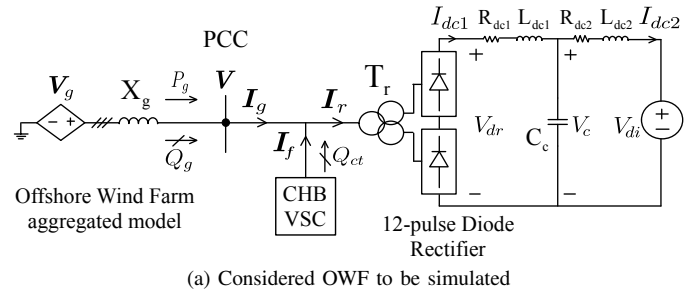 I_dc1 R_dc1 L_dc1 R_dc2 L_dc2 I_dc2
PCC
V_g X_g P_g V I_g I_r T_r
+ + 
− + I_f Q_ct V_dr C_c V_c V_di + −
Q_g
CHB
VSC
− −
Offshore Wind Farm
aggregated model
12-pulse Diode
Rectifier
(a) Considered OWF to be simulated